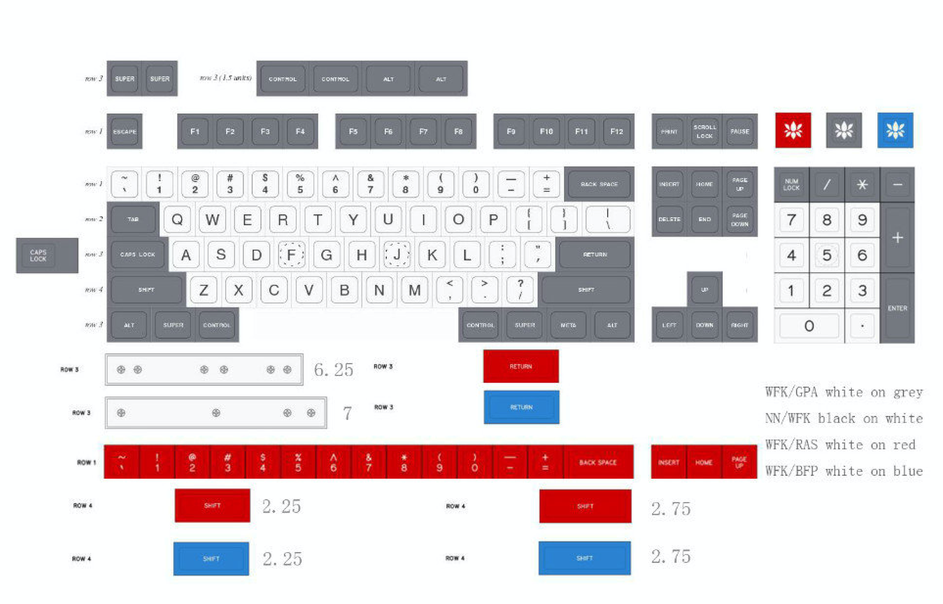 row 3 SUPER SUPER row 3 (1.5 units) CONTROL CONTROL ALT ALT
row 1 ESCAPE F1 F2 F3 F4 F5 F6 F7 F8 F9 F10 F11 F12 PRINT SCROLL LOCK PAUSE
row 1 ~ ` ! 1 @ 2 # 3 $ 4 % 5 ^ 6 & 7 * 8 ( 9 ) 0 — - + = BACK SPACE INSERT HOME PAGE UP NUM LOCK / * −
row 2 TAB Q W E R T Y U I O P { [ } ] | \ DELETE END PAGE DOWN 7 8 9 +
CAPS LOCK row 3 CAPS LOCK A S D F G H J K L : ; " , RETURN 4 5 6
row 4 SHIFT Z X C V B N M < , > . ? / SHIFT UP 1 2 3 ENTER
row 3 ALT SUPER CONTROL CONTROL SUPER META ALT LEFT DOWN RIGHT 0 .
ROW 3 6.25 ROW 3 RETURN
ROW 3 7 ROW 3 RETURN
WFK/GPA white on grey
NN/WFK black on white
WFK/RAS white on red
WFK/BFP white on blue
ROW 1 ~ ` ! 1 @ 2 # 3 $ 4 % 5 ^ 6 & 7 * 8 ( 9 ) 0 — - + = BACK SPACE INSERT HOME PAGE UP
ROW 4 SHIFT 2.25 ROW 4 SHIFT 2.75
ROW 4 SHIFT 2.25 ROW 4 SHIFT 2.75